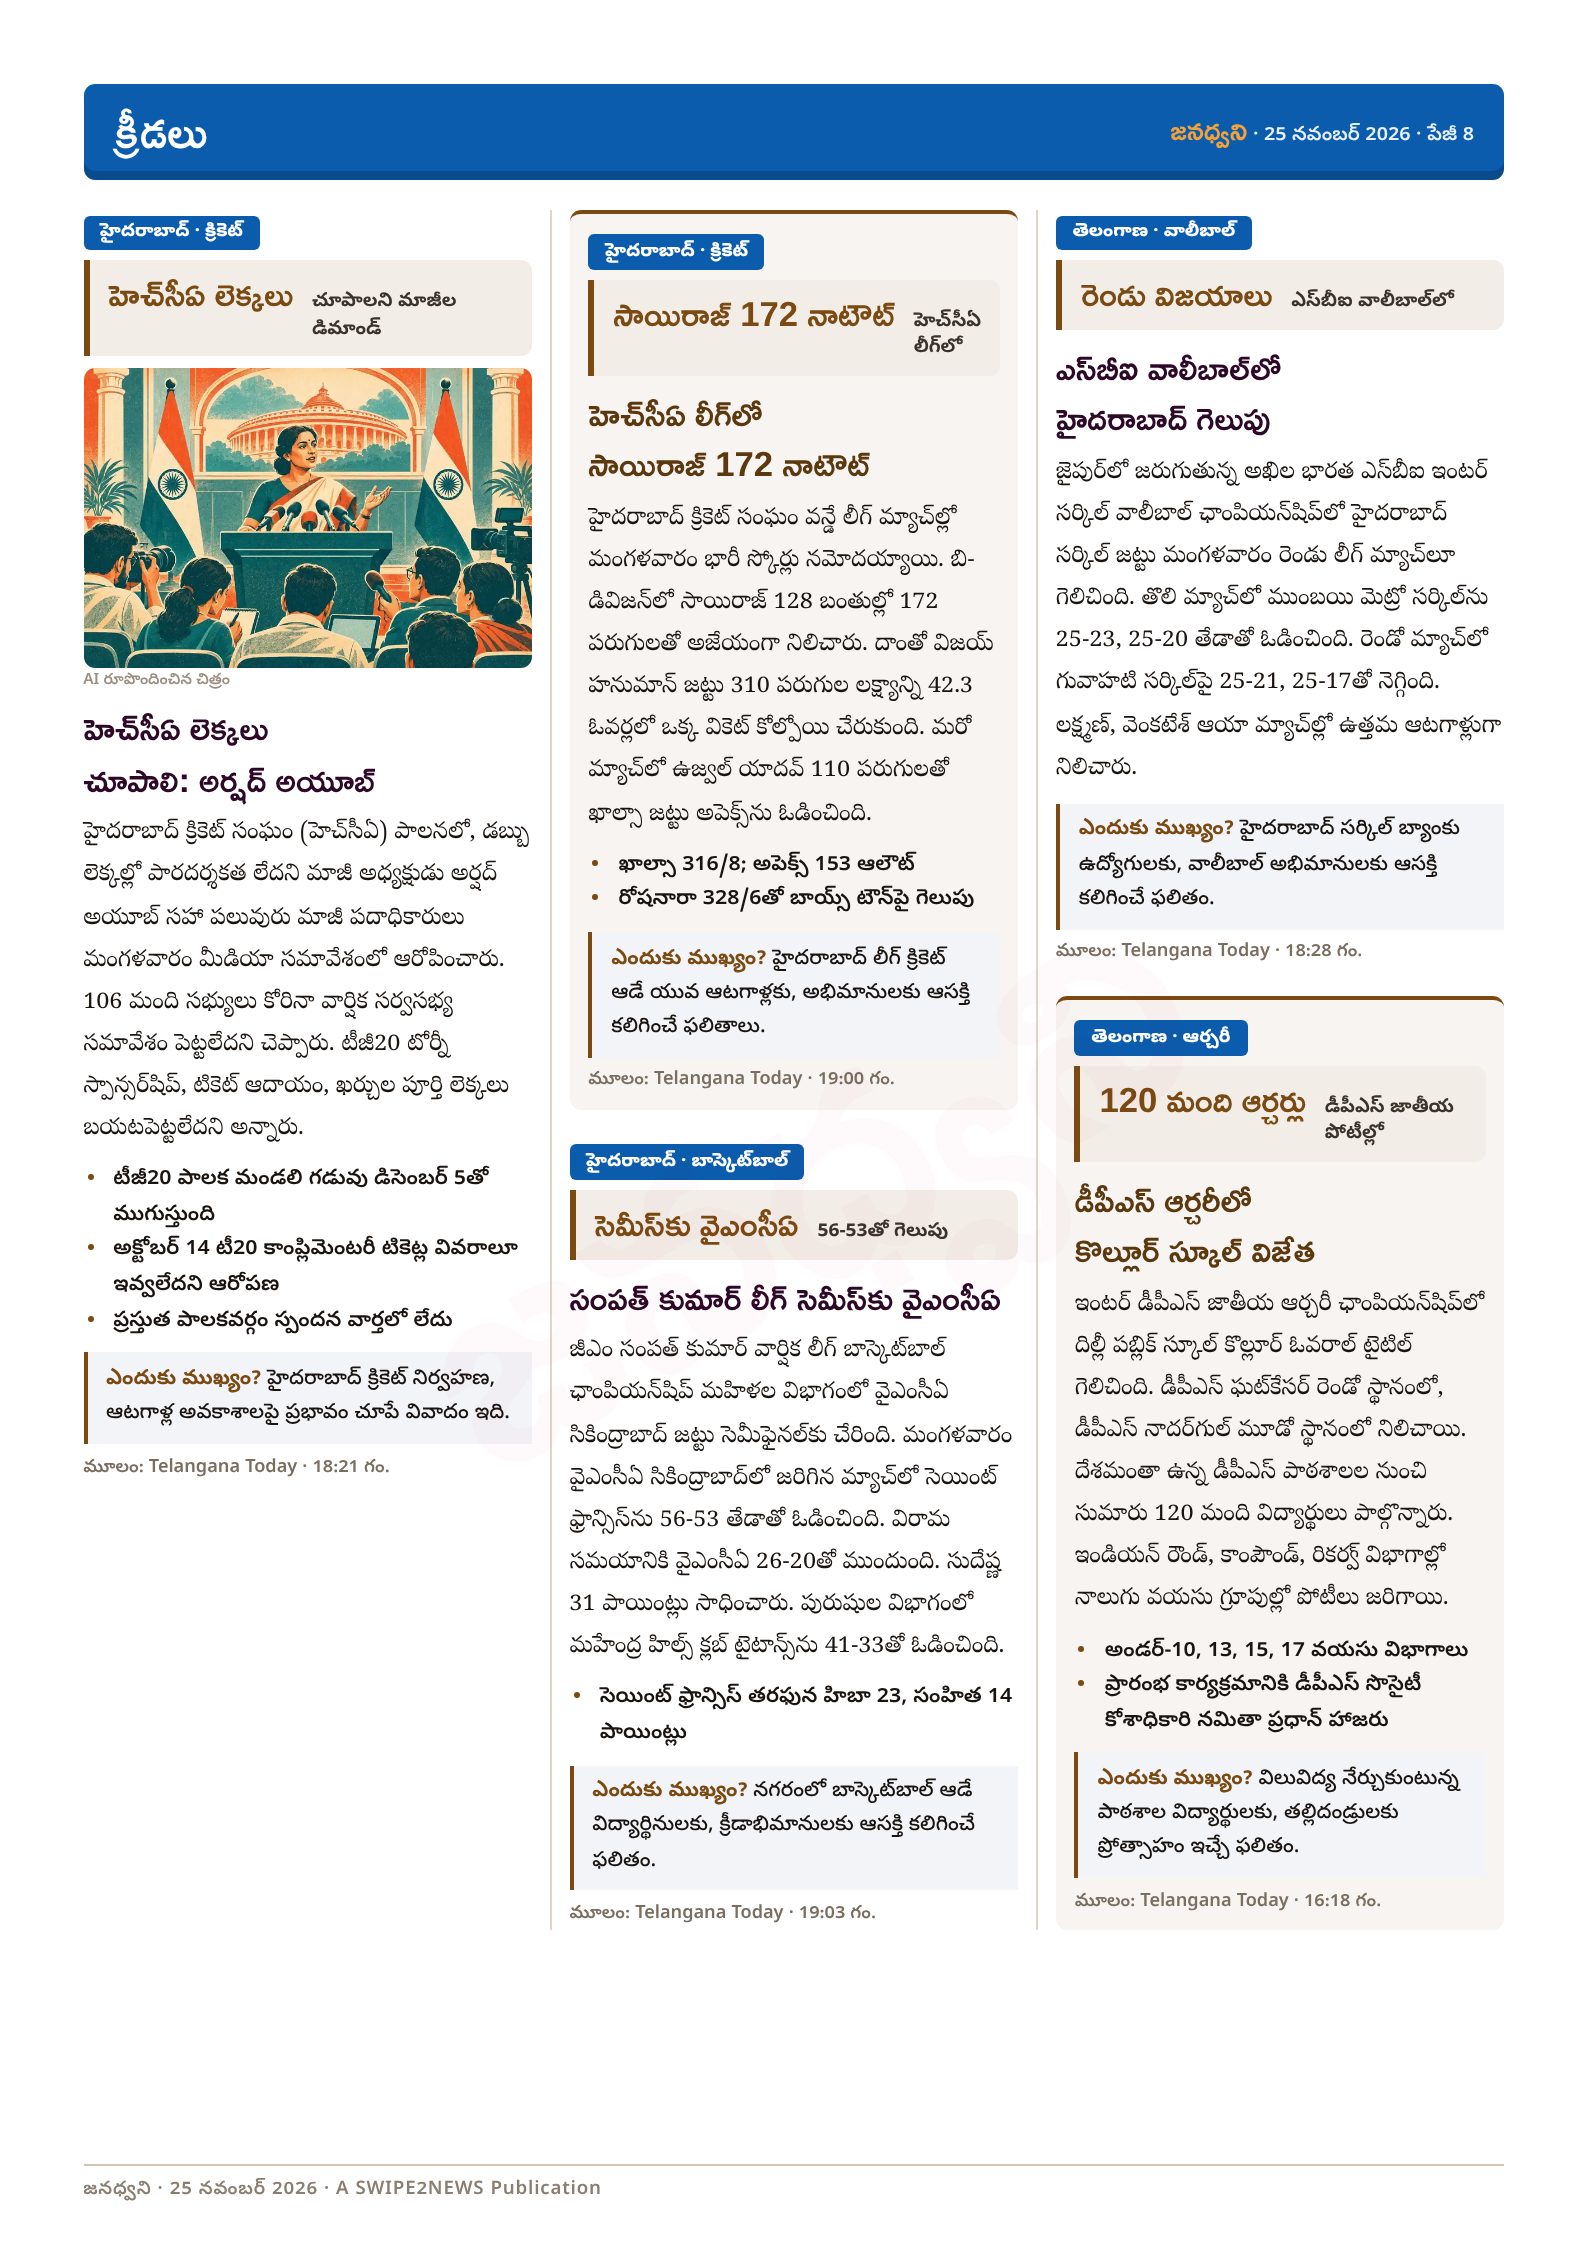 క్రీడలు
జనధ్వని · 25 నవంబర్ 2026 · పేజీ 8
హైదరాబాద్ · క్రికెట్
హెచ్‌సీఏ లెక్కలు చూపాలని మాజీల
డిమాండ్
AI రూపొందించిన చిత్రం
హెచ్‌సీఏ లెక్కలు
చూపాలి: అర్షద్ అయూబ్
హైదరాబాద్ క్రికెట్ సంఘం (హెచ్‌సీఏ) పాలనలో, డబ్బు
లెక్కల్లో పారదర్శకత లేదని మాజీ అధ్యక్షుడు అర్షద్
అయూబ్ సహా పలువురు మాజీ పదాధికారులు
మంగళవారం మీడియా సమావేశంలో ఆరోపించారు.
106 మంది సభ్యులు కోరినా వార్షిక సర్వసభ్య
సమావేశం పెట్టలేదని చెప్పారు. టీజీ20 టోర్నీ
స్పాన్సర్‌షిప్, టికెట్ ఆదాయం, ఖర్చుల పూర్తి లెక్కలు
బయటపెట్టలేదని అన్నారు.
• టీజీ20 పాలక మండలి గడువు డిసెంబర్ 5తో
ముగుస్తుంది
• అక్టోబర్ 14 టీ20 కాంప్లిమెంటరీ టికెట్ల వివరాలూ
ఇవ్వలేదని ఆరోపణ
• ప్రస్తుత పాలకవర్గం స్పందన వార్తలో లేదు
ఎందుకు ముఖ్యం? హైదరాబాద్ క్రికెట్ నిర్వహణ,
ఆటగాళ్ల అవకాశాలపై ప్రభావం చూపే వివాదం ఇది.
మూలం: Telangana Today · 18:21 గం.
హైదరాబాద్ · క్రికెట్
సాయిరాజ్ 172 నాటౌట్ హెచ్‌సీఏ
లీగ్‌లో
హెచ్‌సీఏ లీగ్‌లో
సాయిరాజ్ 172 నాటౌట్
హైదరాబాద్ క్రికెట్ సంఘం వన్డే లీగ్ మ్యాచ్‌ల్లో
మంగళవారం భారీ స్కోర్లు నమోదయ్యాయి. బి-
డివిజన్‌లో సాయిరాజ్ 128 బంతుల్లో 172
పరుగులతో అజేయంగా నిలిచారు. దాంతో విజయ్
హనుమాన్ జట్టు 310 పరుగుల లక్ష్యాన్ని 42.3
ఓవర్లలో ఒక్క వికెట్ కోల్పోయి చేరుకుంది. మరో
మ్యాచ్‌లో ఉజ్వల్ యాదవ్ 110 పరుగులతో
ఖాల్సా జట్టు అపెక్స్‌ను ఓడించింది.
• ఖాల్సా 316/8; అపెక్స్ 153 ఆలౌట్
• రోషనారా 328/6తో బాయ్స్ టౌన్‌పై గెలుపు
ఎందుకు ముఖ్యం? హైదరాబాద్ లీగ్ క్రికెట్
ఆడే యువ ఆటగాళ్లకు, అభిమానులకు ఆసక్తి
కలిగించే ఫలితాలు.
మూలం: Telangana Today · 19:00 గం.
హైదరాబాద్ · బాస్కెట్‌బాల్
సెమీస్‌కు వైఎంసీఏ 56-53తో గెలుపు
సంపత్ కుమార్ లీగ్ సెమీస్‌కు వైఎంసీఏ
జీఎం సంపత్ కుమార్ వార్షిక లీగ్ బాస్కెట్‌బాల్
ఛాంపియన్‌షిప్ మహిళల విభాగంలో వైఎంసీఏ
సికింద్రాబాద్ జట్టు సెమీఫైనల్‌కు చేరింది. మంగళవారం
వైఎంసీఏ సికింద్రాబాద్‌లో జరిగిన మ్యాచ్‌లో సెయింట్
ఫ్రాన్సిస్‌ను 56-53 తేడాతో ఓడించింది. విరామ
సమయానికి వైఎంసీఏ 26-20తో ముందుంది. సుదేష్ణ
31 పాయింట్లు సాధించారు. పురుషుల విభాగంలో
మహేంద్ర హిల్స్ క్లబ్ టైటాన్స్‌ను 41-33తో ఓడించింది.
• సెయింట్ ఫ్రాన్సిస్ తరఫున హిబా 23, సంహిత 14
పాయింట్లు
ఎందుకు ముఖ్యం? నగరంలో బాస్కెట్‌బాల్ ఆడే
విద్యార్థినులకు, క్రీడాభిమానులకు ఆసక్తి కలిగించే
ఫలితం.
మూలం: Telangana Today · 19:03 గం.
తెలంగాణ · వాలీబాల్
రెండు విజయాలు ఎస్‌బీఐ వాలీబాల్‌లో
ఎస్‌బీఐ వాలీబాల్‌లో
హైదరాబాద్ గెలుపు
జైపుర్‌లో జరుగుతున్న అఖిల భారత ఎస్‌బీఐ ఇంటర్
సర్కిల్ వాలీబాల్ ఛాంపియన్‌షిప్‌లో హైదరాబాద్
సర్కిల్ జట్టు మంగళవారం రెండు లీగ్ మ్యాచ్‌లూ
గెలిచింది. తొలి మ్యాచ్‌లో ముంబయి మెట్రో సర్కిల్‌ను
25-23, 25-20 తేడాతో ఓడించింది. రెండో మ్యాచ్‌లో
గువాహటి సర్కిల్‌పై 25-21, 25-17తో నెగ్గింది.
లక్ష్మణ్, వెంకటేశ్ ఆయా మ్యాచ్‌ల్లో ఉత్తమ ఆటగాళ్లుగా
నిలిచారు.
ఎందుకు ముఖ్యం? హైదరాబాద్ సర్కిల్ బ్యాంకు
ఉద్యోగులకు, వాలీబాల్ అభిమానులకు ఆసక్తి
కలిగించే ఫలితం.
మూలం: Telangana Today · 18:28 గం.
తెలంగాణ · ఆర్చరీ
120 మంది ఆర్చర్లు డీపీఎస్ జాతీయ
పోటీల్లో
డీపీఎస్ ఆర్చరీలో
కొల్లూర్ స్కూల్ విజేత
ఇంటర్ డీపీఎస్ జాతీయ ఆర్చరీ ఛాంపియన్‌షిప్‌లో
దిల్లీ పబ్లిక్ స్కూల్ కొల్లూర్ ఓవరాల్ టైటిల్
గెలిచింది. డీపీఎస్ ఘట్‌కేసర్ రెండో స్థానంలో,
డీపీఎస్ నాదర్‌గుల్ మూడో స్థానంలో నిలిచాయి.
దేశమంతా ఉన్న డీపీఎస్ పాఠశాలల నుంచి
సుమారు 120 మంది విద్యార్థులు పాల్గొన్నారు.
ఇండియన్ రౌండ్, కాంపౌండ్, రికర్వ్ విభాగాల్లో
నాలుగు వయసు గ్రూపుల్లో పోటీలు జరిగాయి.
• అండర్-10, 13, 15, 17 వయసు విభాగాలు
• ప్రారంభ కార్యక్రమానికి డీపీఎస్ సొసైటీ
కోశాధికారి నమితా ప్రధాన్ హాజరు
ఎందుకు ముఖ్యం? విలువిద్య నేర్చుకుంటున్న
పాఠశాల విద్యార్థులకు, తల్లిదండ్రులకు
ప్రోత్సాహం ఇచ్చే ఫలితం.
మూలం: Telangana Today · 16:18 గం.
జనధ్వని · 25 నవంబర్ 2026 · A SWIPE2NEWS Publication